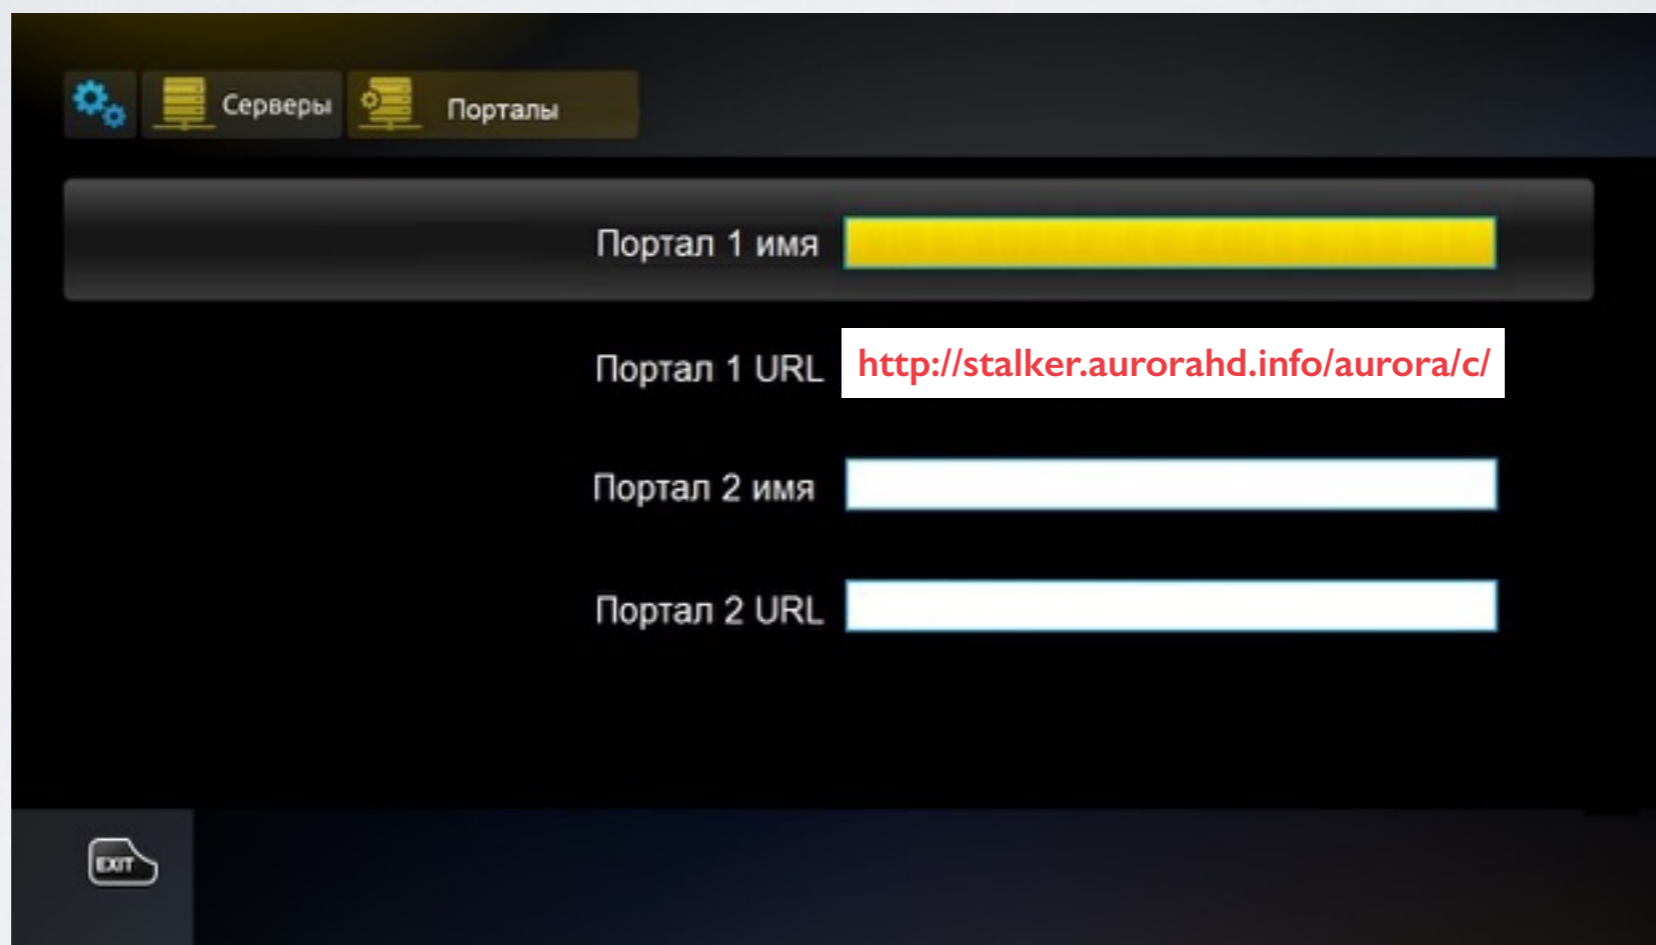 Серверы
Порталы
Портал 1 имя
Портал 1 URL http://stalker.aurorahd.info/aurora/c/
Портал 2 имя
Портал 2 URL
EXIT